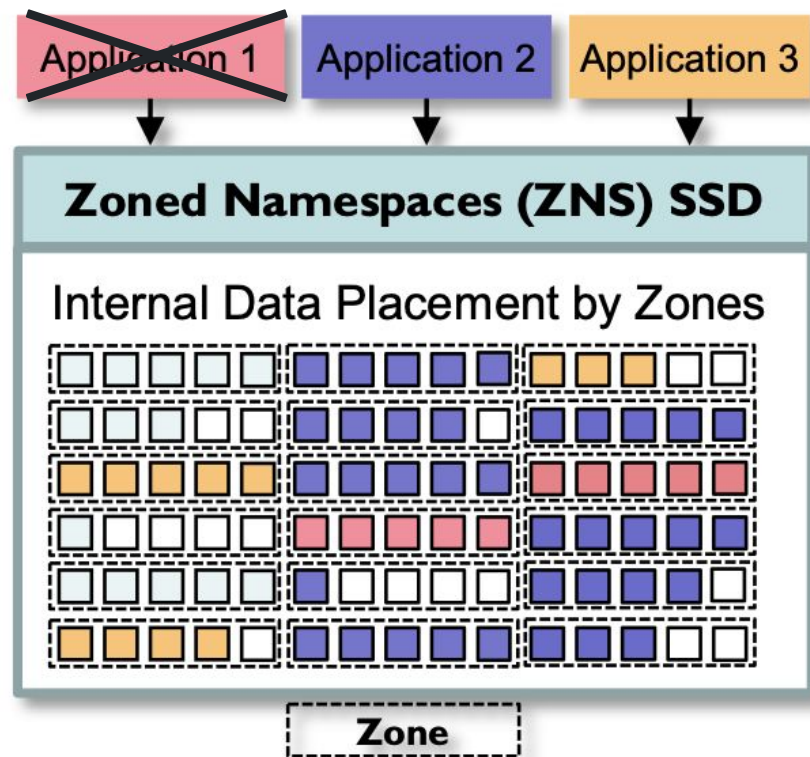 Application 1
Application 2
Application 3
Zoned Namespaces (ZNS) SSD
Internal Data Placement by Zones
Zone